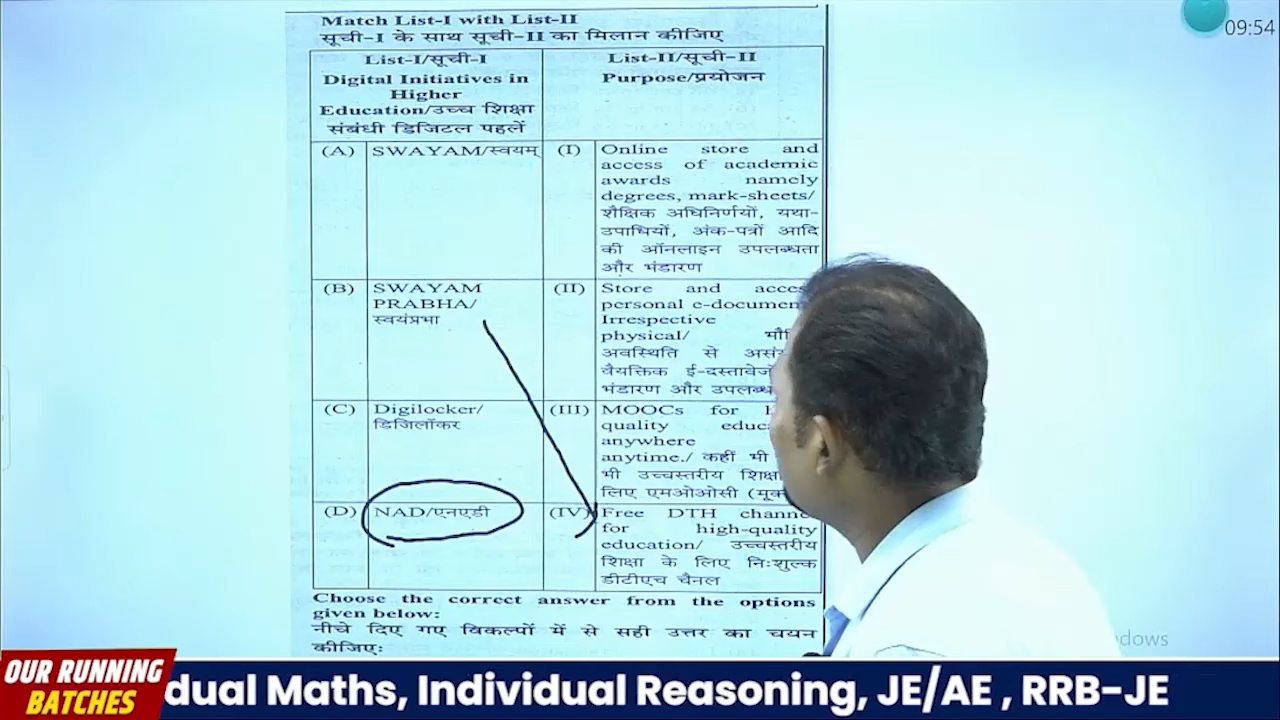 09:54
Match List-I with List-II
सूची-I के साथ सूची-II का मिलान कीजिए
List-I/सूची-I
Digital Initiatives in
Higher
Education/उच्च शिक्षा
संबंधी डिजिटल पहलें
List-II/सूची-II
Purpose/प्रयोजन
(A) SWAYAM/स्वयम्
(I) Online store and
access of academic
awards namely
degrees, mark-sheets/
शैक्षिक अधिनिर्णयों, यथा-
उपाधियों, अंक-पत्रों आदि
की ऑनलाइन उपलब्धता
और भंडारण
(B) SWAYAM
PRABHA/
स्वयंप्रभा
(II) Store and
personal e-documen
Irrespective
physical/
अवस्थिति से
वैयक्तिक
भंडारण और
(C) Digilocker/
डिजिलॉकर
(III) MOOCs for
quality
anywhere
anytime./ कहीं भी
भी उच्चस्तरीय
लिए एमओओसी
(D) NAD/एनएडी
(IV) Free DTH channe
for high-quality
education/ उच्चस्तरीय
शिक्षा के लिए निःशुल्क
डीटीएच चैनल
Choose the correct answer from the options
given below:
नीचे दिए गए विकल्पों में से सही उत्तर का चयन
कीजिए:
dows
OUR RUNNING
BATCHES
dual Maths, Individual Reasoning, JE/AE , RRB-JE